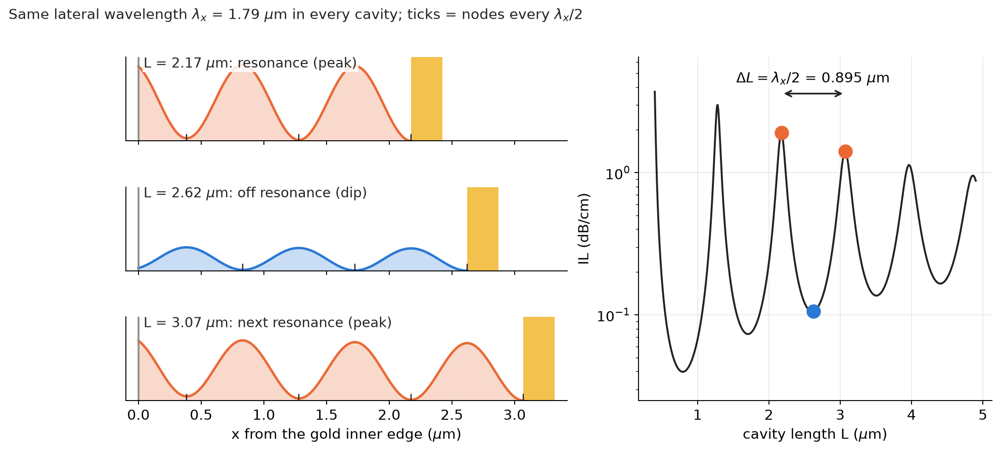 Same lateral wavelength λx = 1.79 μm in every cavity; ticks = nodes every λx/2
L = 2.17 μm: resonance (peak)
L = 2.62 μm: off resonance (dip)
L = 3.07 μm: next resonance (peak)
0.0 0.5 1.0 1.5 2.0 2.5 3.0
x from the gold inner edge (μm)
ΔL = λx/2 = 0.895 μm
10⁰
10⁻¹
IL (dB/cm)
1 2 3 4 5
cavity length L (μm)